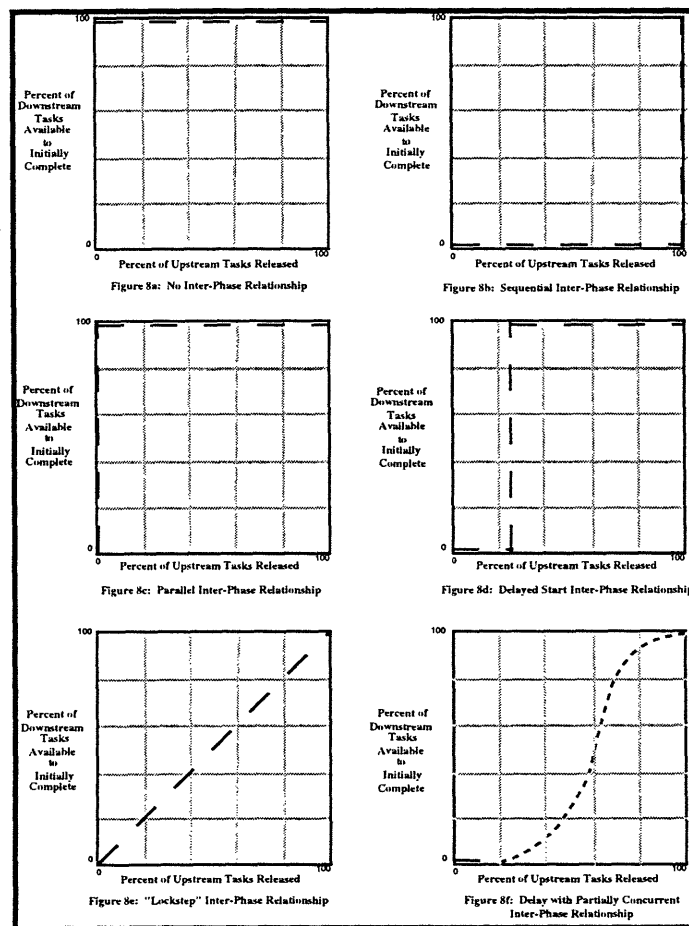 100
Percent of
Downstream
Tasks
Available
to
Initially
Complete
0
0
100
Percent of Upstream Tasks Released
Figure 8a: No Inter-Phase Relationship
100
Percent of
Downstream
Tasks
Available
to
Initially
Complete
0
0
100
Percent of Upstream Tasks Released
Figure 8b: Sequential Inter-Phase Relationship
100
Percent of
Downstream
Tasks
Available
to
Initially
Complete
0
0
100
Percent of Upstream Tasks Released
Figure 8c: Parallel Inter-Phase Relationship
100
Percent of
Downstream
Tasks
Available
to
Initially
Complete
0
0
100
Percent of Upstream Tasks Released
Figure 8d: Delayed Start Inter-Phase Relationship
100
Percent of
Downstream
Tasks
Available
to
Initially
Complete
0
0
100
Percent of Upstream Tasks Released
Figure 8e: "Lockstep" Inter-Phase Relationship
100
Percent of
Downstream
Tasks
Available
to
Initially
Complete
0
0
100
Percent of Upstream Tasks Released
Figure 8f: Delay with Partially Concurrent
Inter-Phase Relationship